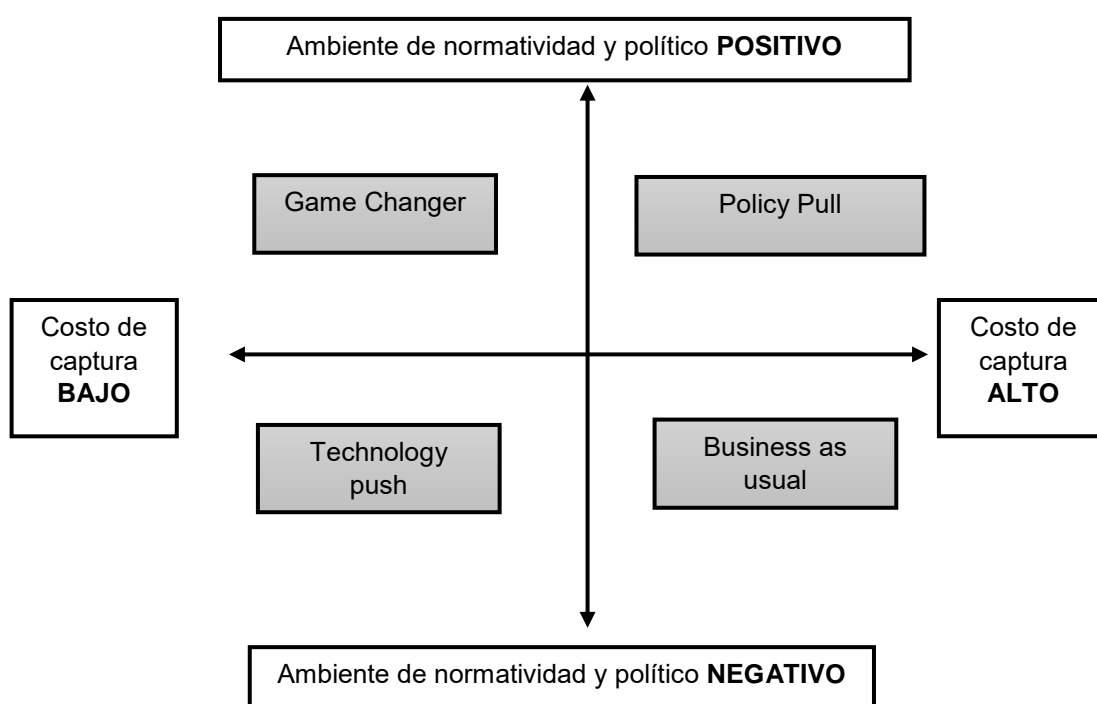 Ambiente de normatividad y político POSITIVO
Game Changer
Policy Pull
Costo de
captura
BAJO
Costo de
captura
ALTO
Technology
push
Business as
usual
Ambiente de normatividad y político NEGATIVO